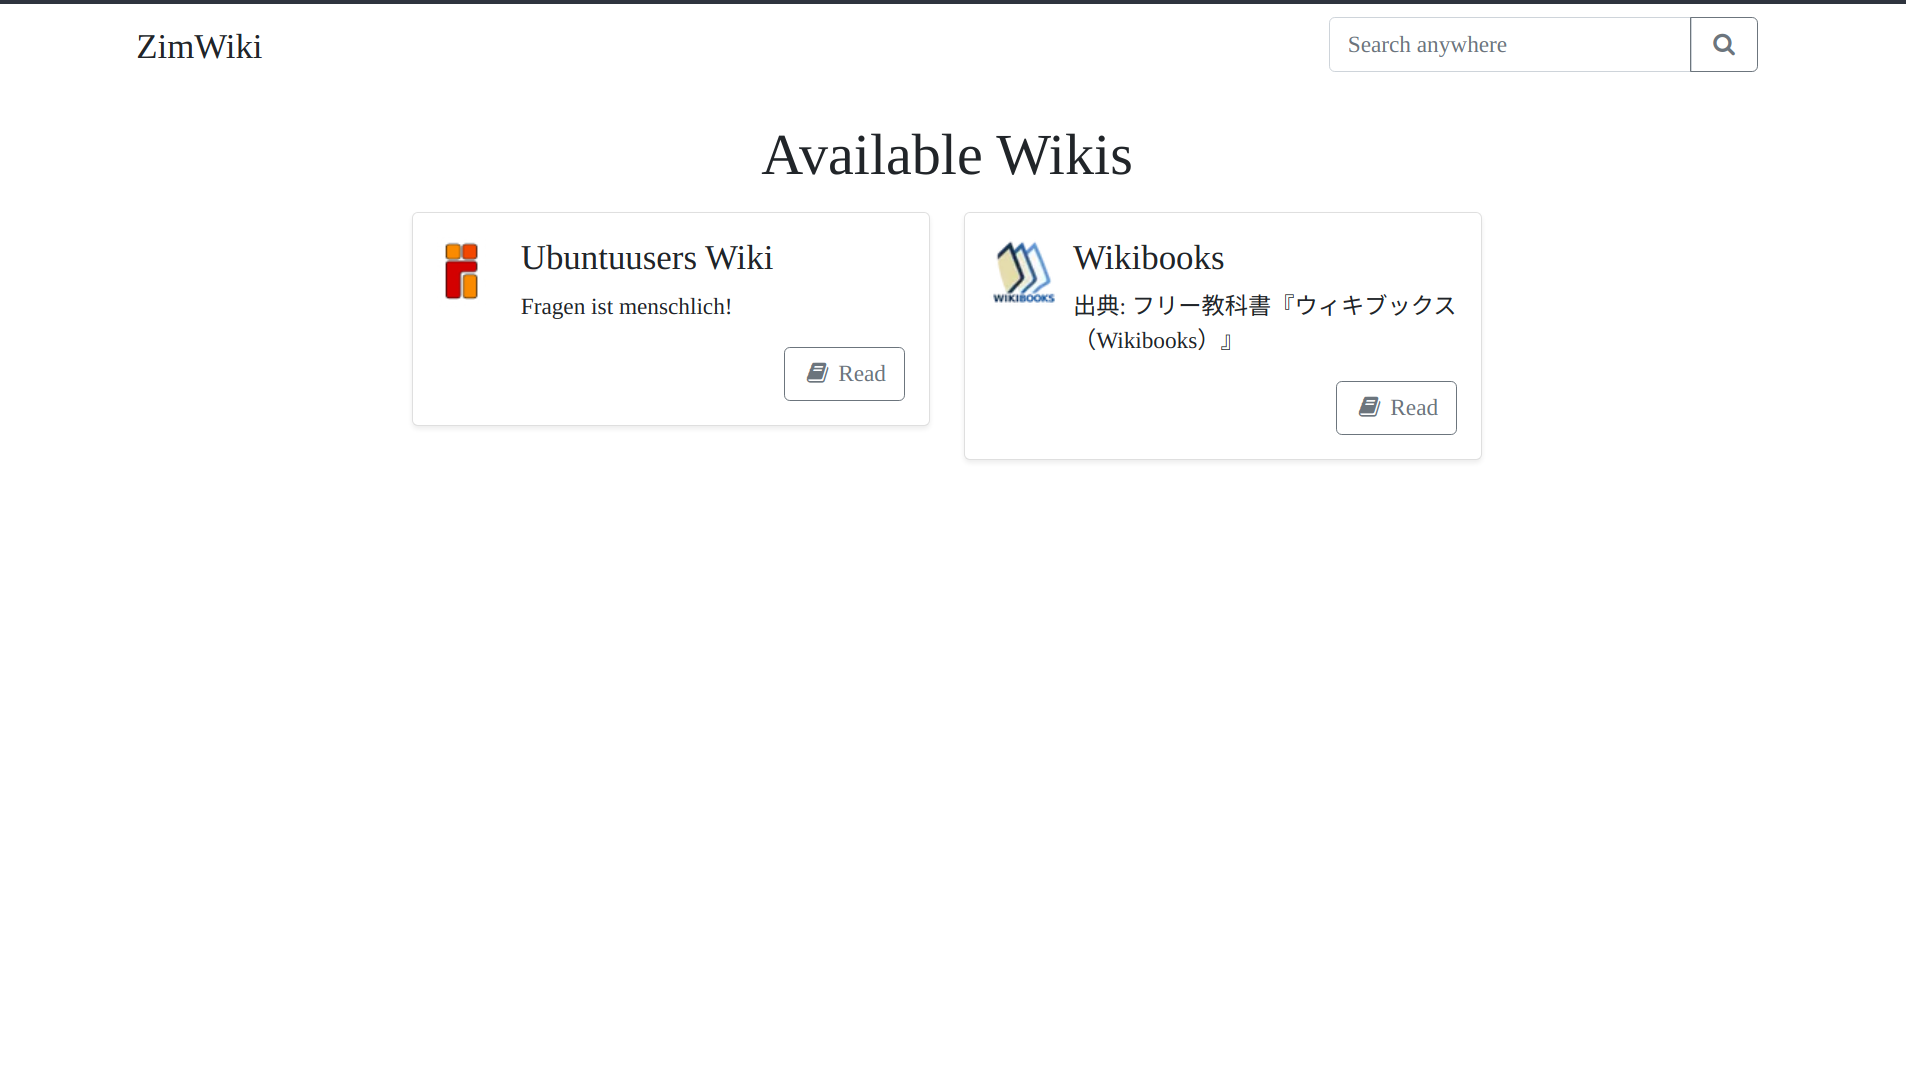 ZimWiki
Search anywhere
Available Wikis
Ubuntuusers Wiki
Fragen ist menschlich!
Read
WIKIBOOKS
Wikibooks
出典: フリー教科書『ウィキブックス
（Wikibooks）』
Read